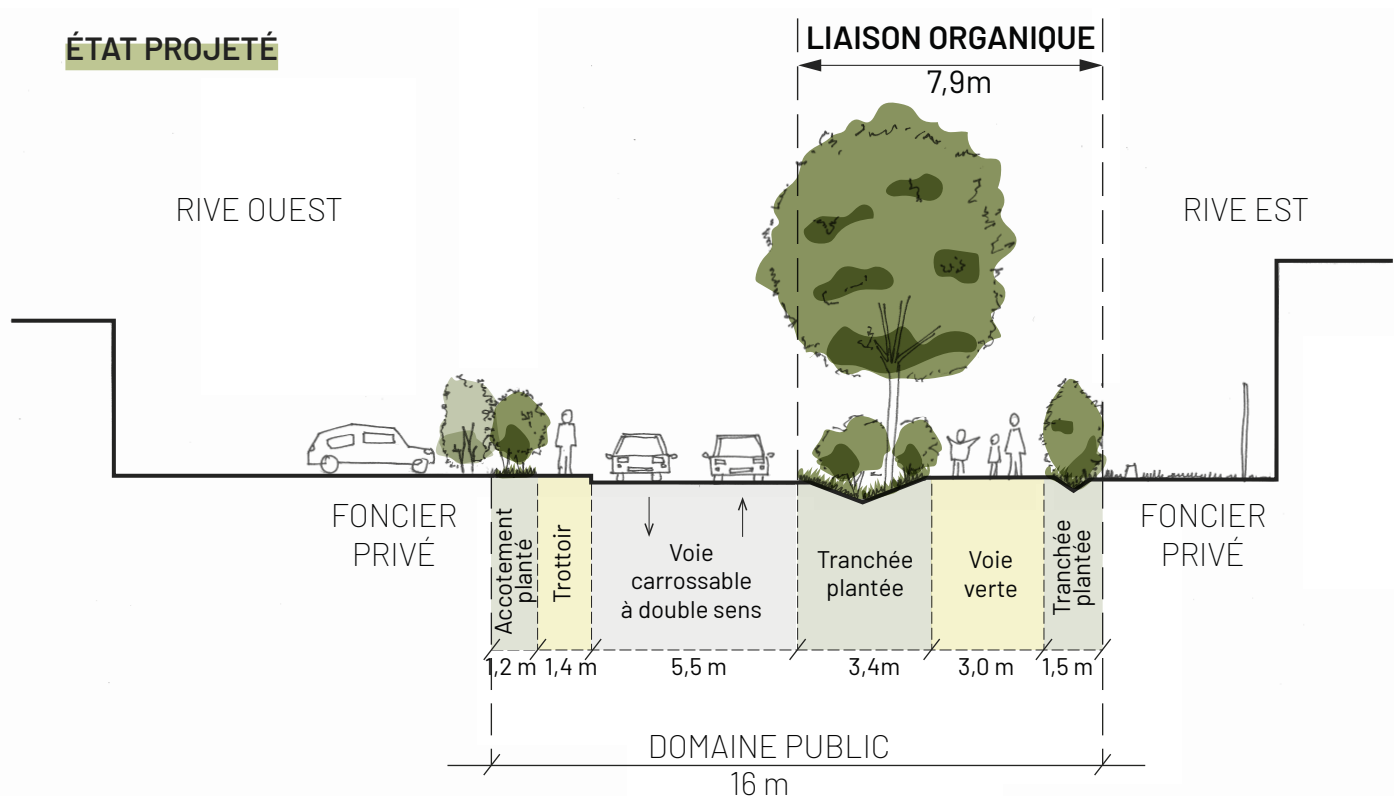 ÉTAT PROJETÉ
LIAISON ORGANIQUE
7,9m
RIVE OUEST
RIVE EST
FONCIER
PRIVÉ
Accotement
planté
Trottoir
Voie
carrossable
à double sens
Tranchée
plantée
Voie
verte
Tranchée
plantée
FONCIER
PRIVÉ
1,2 m
1,4 m
5,5 m
3,4m
3,0 m
1,5 m
DOMAINE PUBLIC
16 m